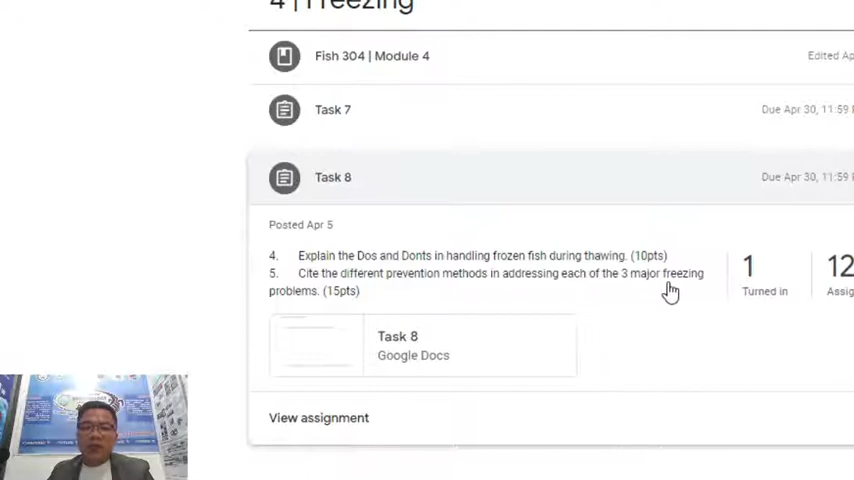 4 | Freezing
Fish 304 | Module 4
Edited Ap
Task 7
Due Apr 30, 11:59
Task 8
Due Apr 30, 11:59
Posted Apr 5
4. Explain the Dos and Donts in handling frozen fish during thawing. (10pts)
5. Cite the different prevention methods in addressing each of the 3 major freezing
problems. (15pts)
1
Turned in
12
Assig
Task 8
Google Docs
View assignment